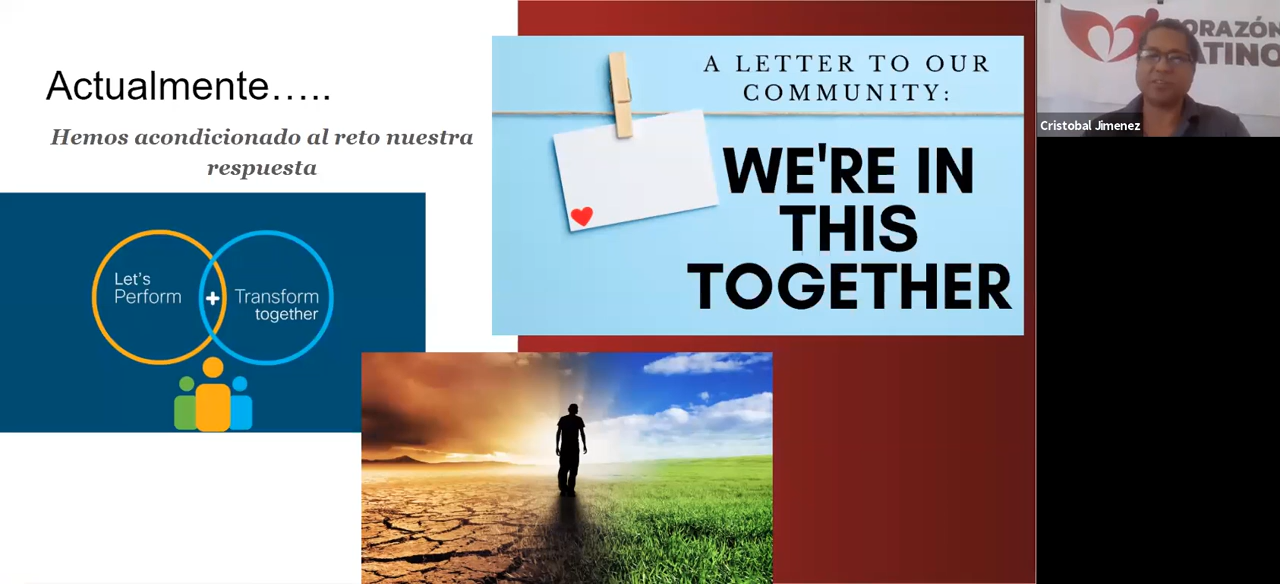 Actualmente…..
Hemos acondicionado al reto nuestra
respuesta
Let's
Perform
+
Transform
together
A LETTER TO OUR
COMMUNITY:
WE'RE IN
THIS
TOGETHER
Cristobal Jimenez